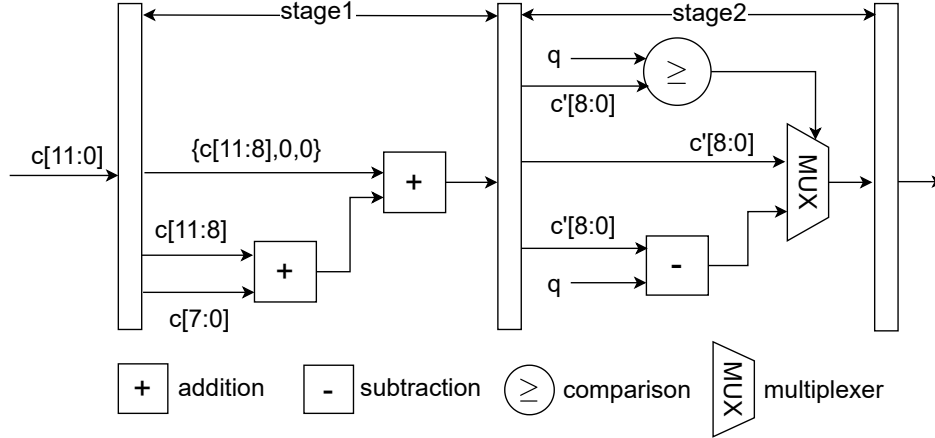 stage1
stage2
q
≥
c'[8:0]
c[11:0]
{c[11:8],0,0}
+
c'[8:0]
MUX
c[11:8]
+
c[7:0]
c'[8:0]
-
q
+ addition
- subtraction
≥ comparison
MUX multiplexer